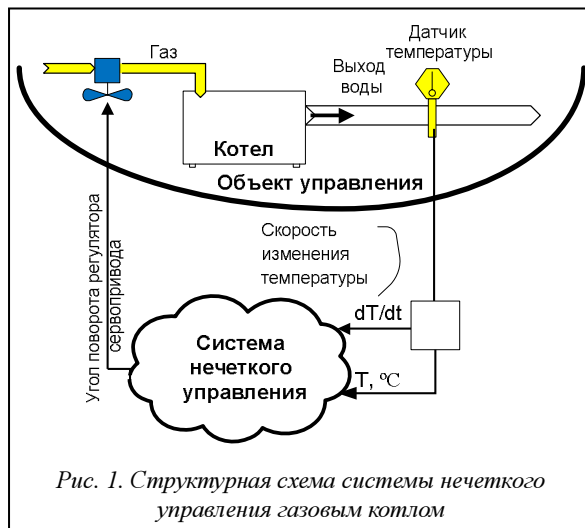 Газ
Датчик
температуры
Выход
воды
Котел
Объект управления
Угол поворота регулятора
сервопривода
Скорость
изменения
температуры
dT/dt
Система
нечеткого
управления
T, ºC
Рис. 1. Структурная схема системы нечеткого
управления газовым котлом